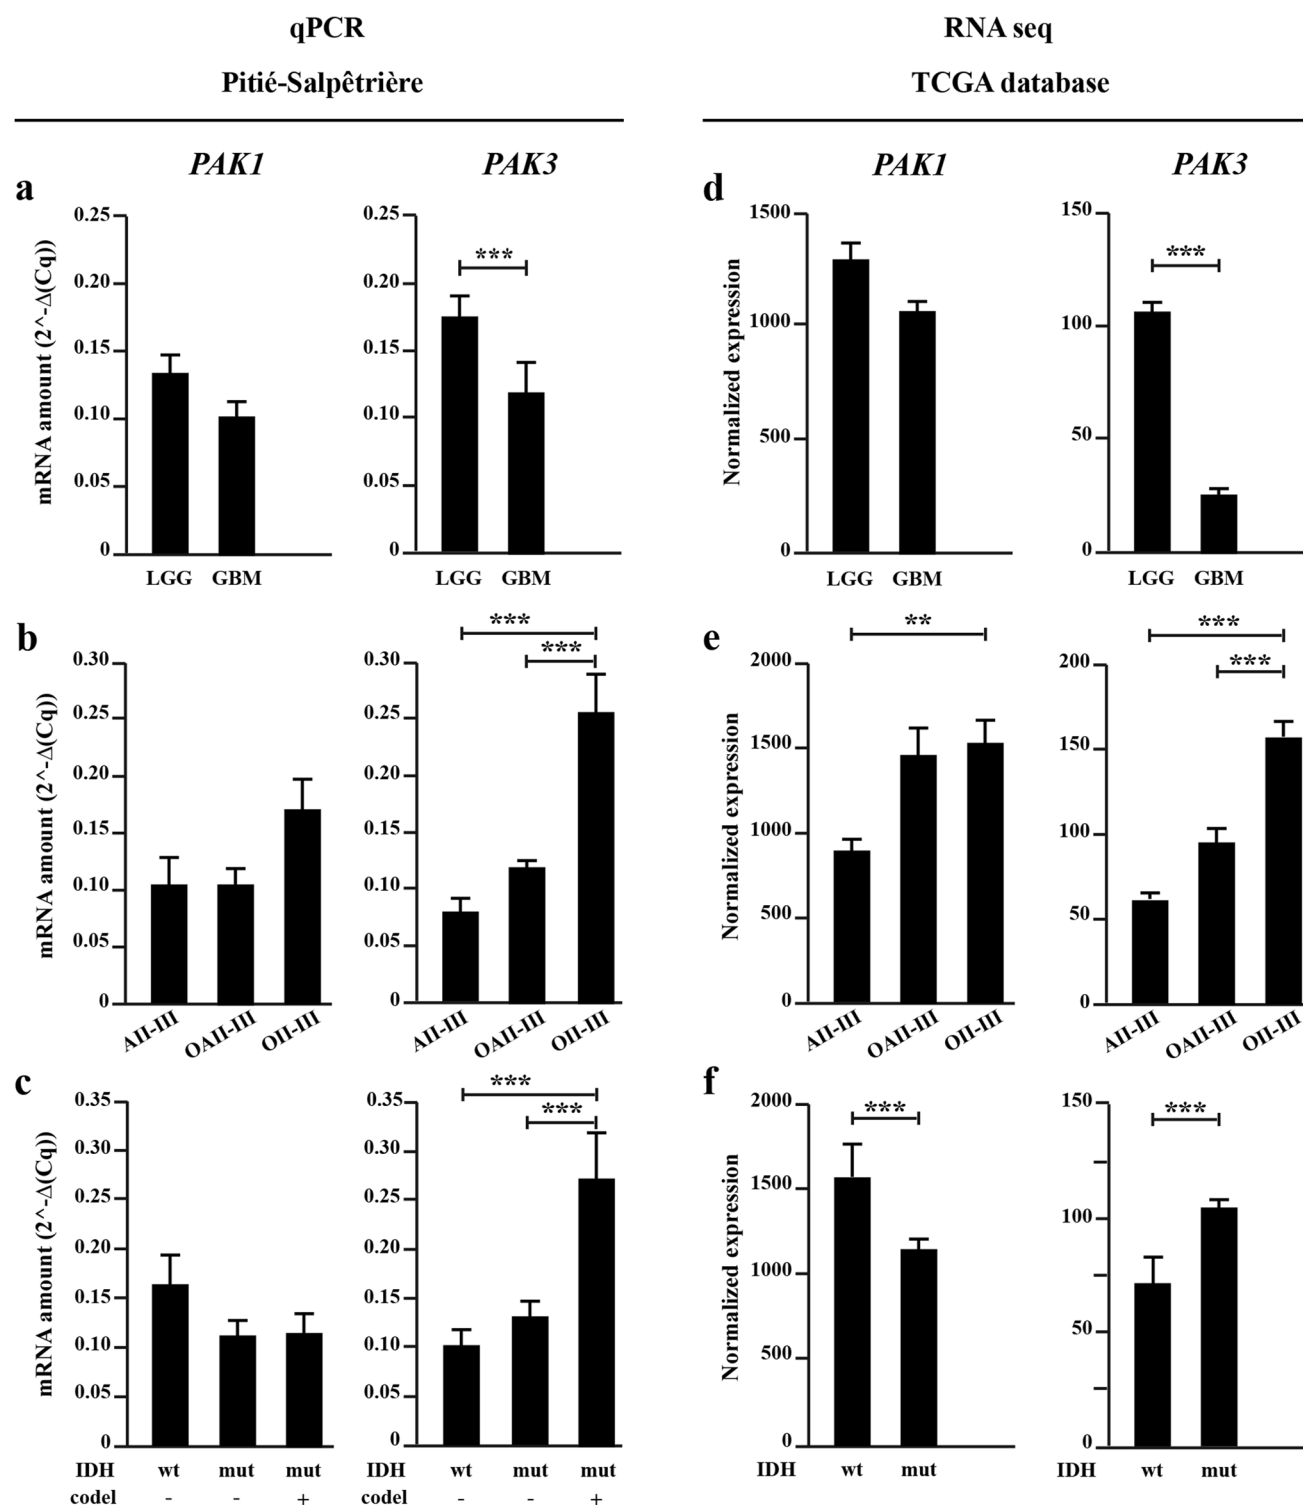 qPCR
Pitié-Salpêtrière
RNA seq
TCGA database
a
PAK1
mRNA amount (2^-Δ(Cq))
0.25
0.20
0.15
0.10
0.05
0
LGG GBM
PAK3
0.25
0.20
0.15
0.10
0.05
0
***
LGG GBM
d
PAK1
Normalized expression
1500
1000
500
0
LGG GBM
PAK3
150
100
50
0
***
LGG GBM
b
mRNA amount (2^-Δ(Cq))
0.30
0.25
0.20
0.15
0.10
0.05
0
AII-III OAII-III OII-III
***
***
0.30
0.25
0.20
0.15
0.10
0.05
0
AII-III OAII-III OII-III
e
Normalized expression
**
2000
1500
1000
500
0
AII-III OAII-III OII-III
***
***
200
150
100
50
0
AII-III OAII-III OII-III
c
mRNA amount (2^-Δ(Cq))
0.35
0.30
0.25
0.20
0.15
0.10
0.05
0
IDH wt mut mut
codel - - +
***
***
0.35
0.30
0.25
0.20
0.15
0.10
0.05
0
IDH wt mut mut
codel - - +
f
Normalized expression
***
2000
1500
1000
500
0
IDH wt mut
***
150
100
50
0
IDH wt mut